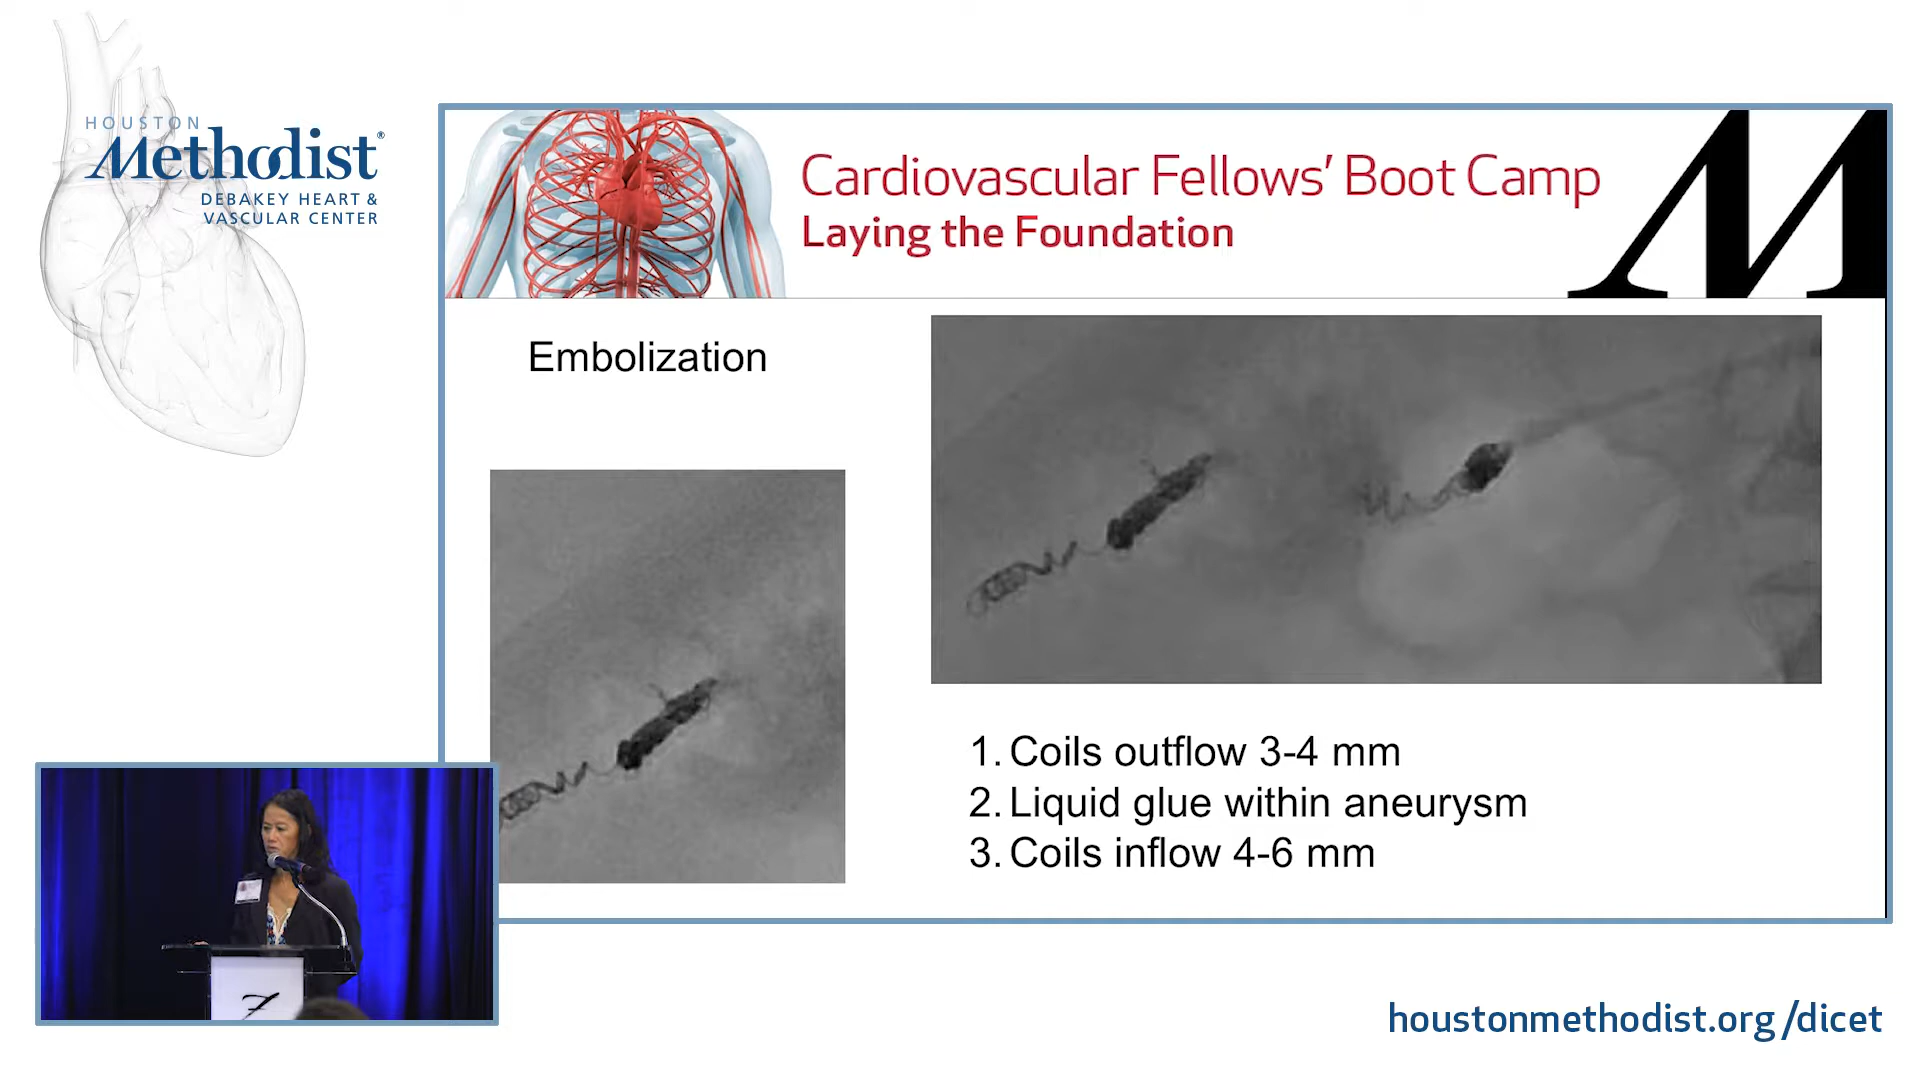 HOUSTON
Methodist®
DEBAKEY HEART &
VASCULAR CENTER
Cardiovascular Fellows’ Boot Camp
Laying the Foundation
M
Embolization
1. Coils outflow 3-4 mm
2. Liquid glue within aneurysm
3. Coils inflow 4-6 mm
houstonmethodist.org/dicet